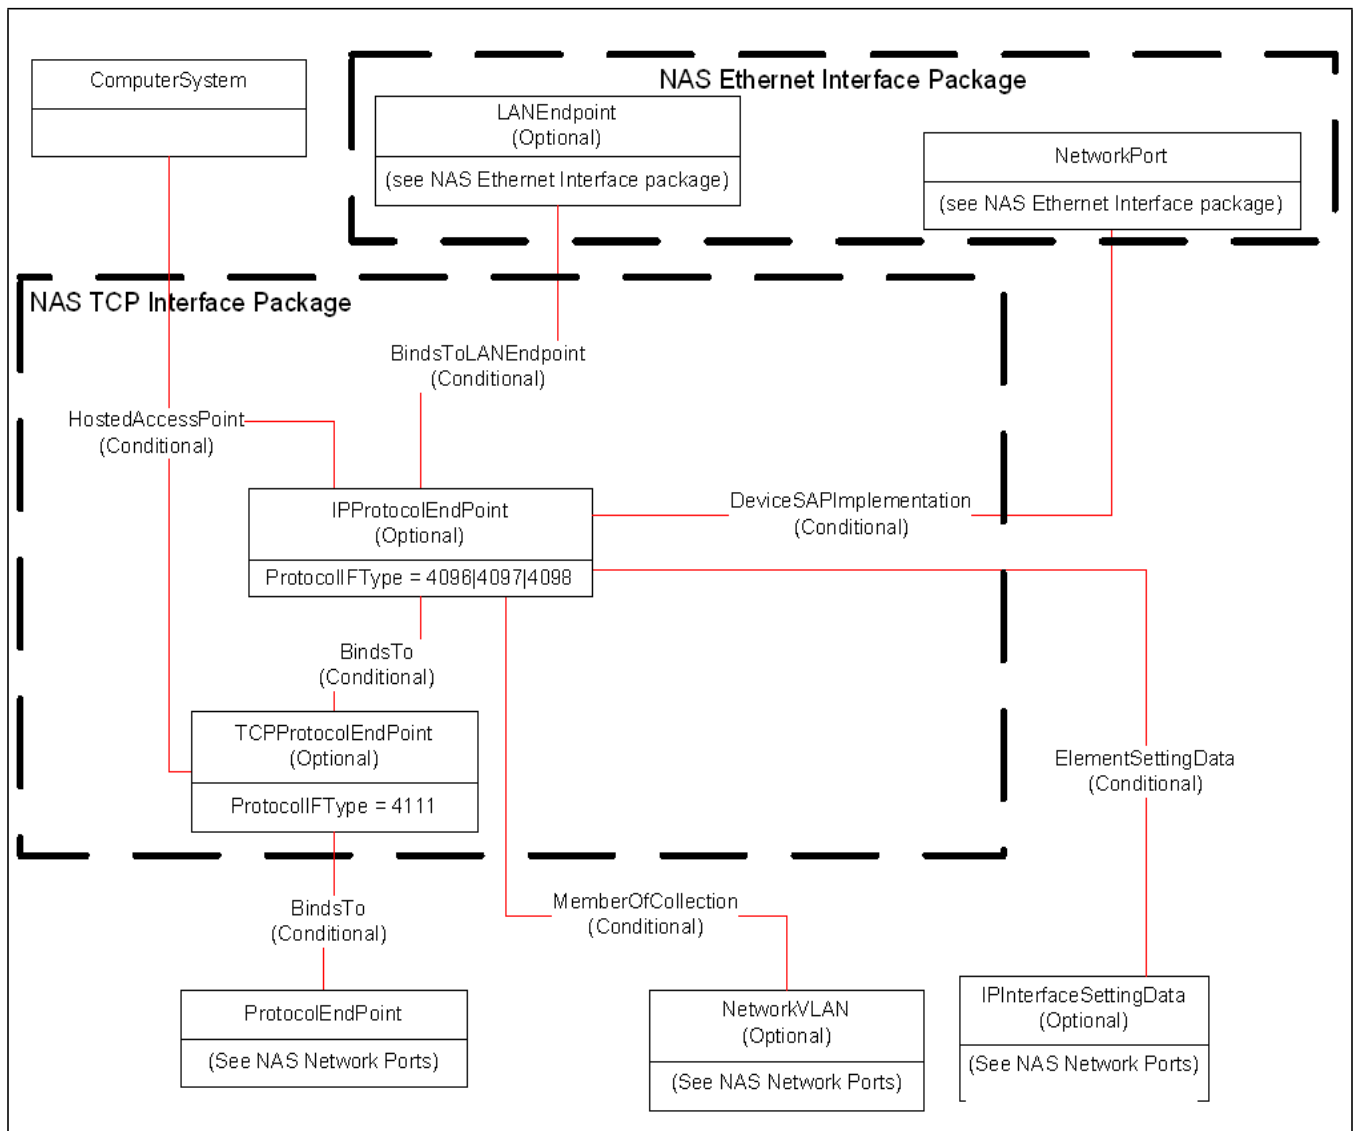 ComputerSystem
NAS Ethernet Interface Package
LANEndpoint
(Optional)
(see NAS Ethernet Interface package)
NetworkPort
(see NAS Ethernet Interface package)
NAS TCP Interface Package
BindsToLANEndpoint
(Conditional)
HostedAccessPoint
(Conditional)
IPProtocolEndPoint
(Optional)
ProtocolIFType = 4096|4097|4098
DeviceSAPImplementation
(Conditional)
BindsTo
(Conditional)
TCPProtocolEndPoint
(Optional)
ProtocolIFType = 4111
ElementSettingData
(Conditional)
BindsTo
(Conditional)
MemberOfCollection
(Conditional)
ProtocolEndPoint
(See NAS Network Ports)
NetworkVLAN
(Optional)
(See NAS Network Ports)
IPInterfaceSettingData
(Optional)
(See NAS Network Ports)